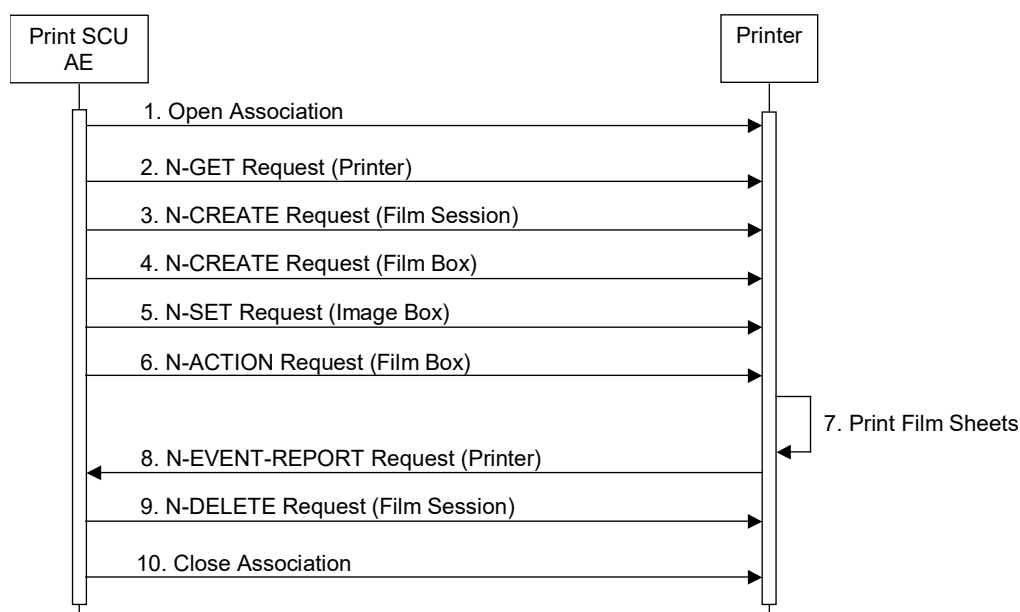 Print SCU
AE
Printer
1. Open Association
2. N-GET Request (Printer)
3. N-CREATE Request (Film Session)
4. N-CREATE Request (Film Box)
5. N-SET Request (Image Box)
6. N-ACTION Request (Film Box)
7. Print Film Sheets
8. N-EVENT-REPORT Request (Printer)
9. N-DELETE Request (Film Session)
10. Close Association